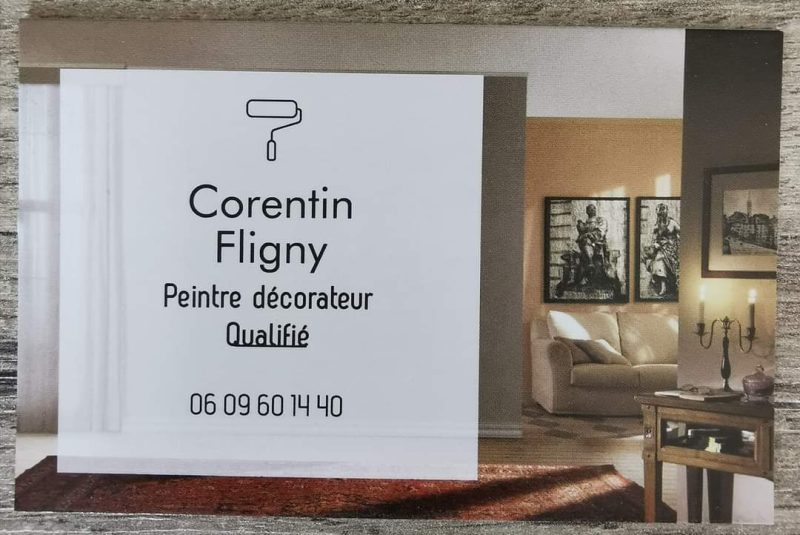 Corentin
Fligny
Peintre décorateur
Qualifié
06 09 60 14 40